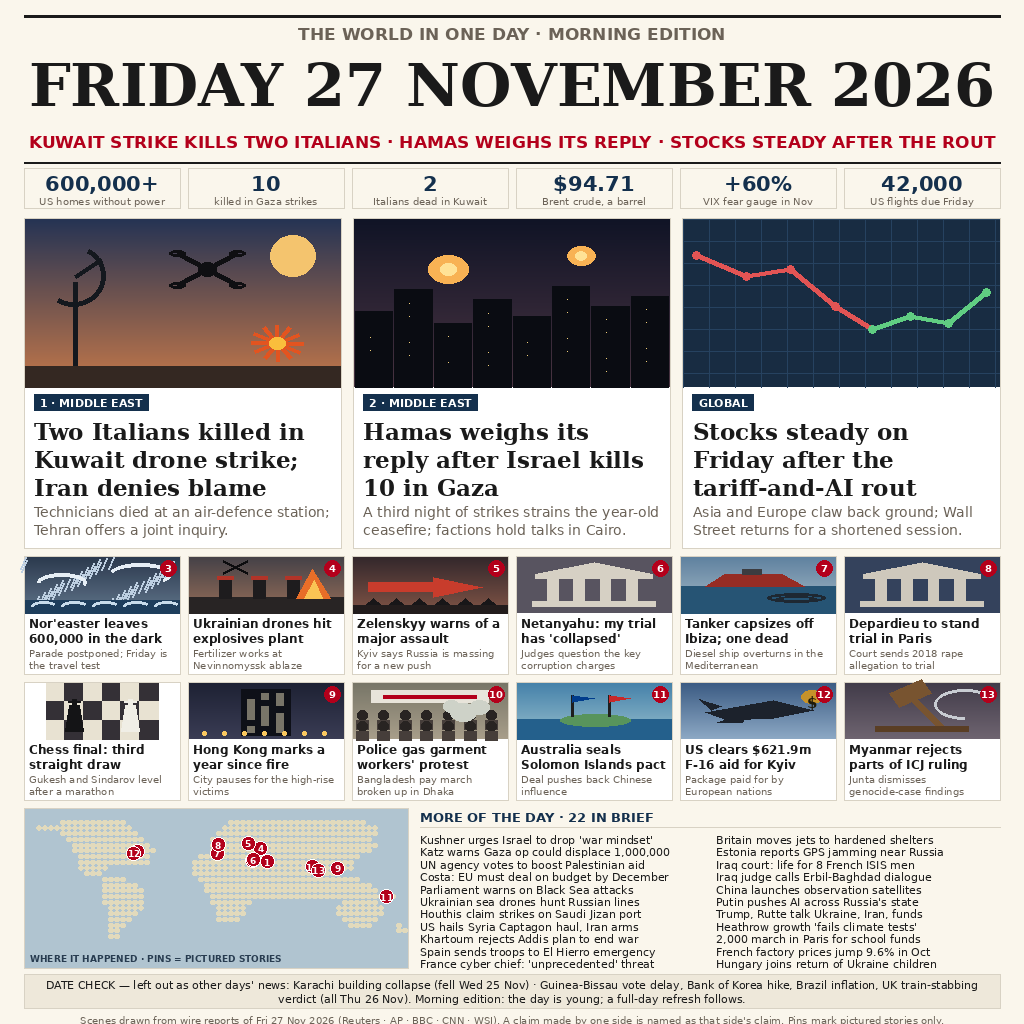 THE WORLD IN ONE DAY · MORNING EDITION
FRIDAY 27 NOVEMBER 2026
KUWAIT STRIKE KILLS TWO ITALIANS · HAMAS WEIGHS ITS REPLY · STOCKS STEADY AFTER THE ROUT
600,000+
US homes without power
10
killed in Gaza strikes
2
Italians dead in Kuwait
$94.71
Brent crude, a barrel
+60%
VIX fear gauge in Nov
42,000
US flights due Friday
1 · MIDDLE EAST
Two Italians killed in
Kuwait drone strike;
Iran denies blame
Technicians died at an air-defence station;
Tehran offers a joint inquiry.
2 · MIDDLE EAST
Hamas weighs its
reply after Israel kills
10 in Gaza
A third night of strikes strains the year-old
ceasefire; factions hold talks in Cairo.
GLOBAL
Stocks steady on
Friday after the
tariff-and-AI rout
Asia and Europe claw back ground; Wall
Street returns for a shortened session.
3
Nor'easter leaves
600,000 in the dark
Parade postponed; Friday is
the travel test
4
Ukrainian drones hit
explosives plant
Fertilizer works at
Nevinnomyssk ablaze
5
Zelenskyy warns of a
major assault
Kyiv says Russia is massing
for a new push
6
Netanyahu: my trial
has 'collapsed'
Judges question the key
corruption charges
7
Tanker capsizes off
Ibiza; one dead
Diesel ship overturns in the
Mediterranean
8
Depardieu to stand
trial in Paris
Court sends 2018 rape
allegation to trial
Chess final: third
straight draw
Gukesh and Sindarov level
after a marathon
9
Hong Kong marks a
year since fire
City pauses for the high-rise
victims
10
Police gas garment
workers' protest
Bangladesh pay march
broken up in Dhaka
11
Australia seals
Solomon Islands pact
Deal pushes back Chinese
influence
$
12
US clears $621.9m
F-16 aid for Kyiv
Package paid for by
European nations
13
Myanmar rejects
parts of ICJ ruling
Junta dismisses
genocide-case findings
12
8
7
5
4
6
1
13
9
11
WHERE IT HAPPENED · PINS = PICTURED STORIES
MORE OF THE DAY · 22 IN BRIEF
Kushner urges Israel to drop 'war mindset'
Katz warns Gaza op could displace 1,000,000
UN agency votes to boost Palestinian aid
Costa: EU must deal on budget by December
Parliament warns on Black Sea attacks
Ukrainian sea drones hunt Russian lines
Houthis claim strikes on Saudi Jizan port
US hails Syria Captagon haul, Iran arms
Khartoum rejects Addis plan to end war
Spain sends troops to El Hierro emergency
France cyber chief: 'unprecedented' threat
Britain moves jets to hardened shelters
Estonia reports GPS jamming near Russia
Iraq court: life for 8 French ISIS men
Iraq judge calls Erbil-Baghdad dialogue
China launches observation satellites
Putin pushes AI across Russia's state
Trump, Rutte talk Ukraine, Iran, funds
Heathrow growth 'fails climate tests'
2,000 march in Paris for school funds
French factory prices jump 9.6% in Oct
Hungary joins return of Ukraine children
DATE CHECK — left out as other days' news: Karachi building collapse (fell Wed 25 Nov) · Guinea-Bissau vote delay, Bank of Korea hike, Brazil inflation, UK train-stabbing
verdict (all Thu 26 Nov). Morning edition: the day is young; a full-day refresh follows.
Scenes drawn from wire reports of Fri 27 Nov 2026 (Reuters · AP · BBC · CNN · WSJ). A claim made by one side is named as that side's claim. Pins mark pictured stories only.